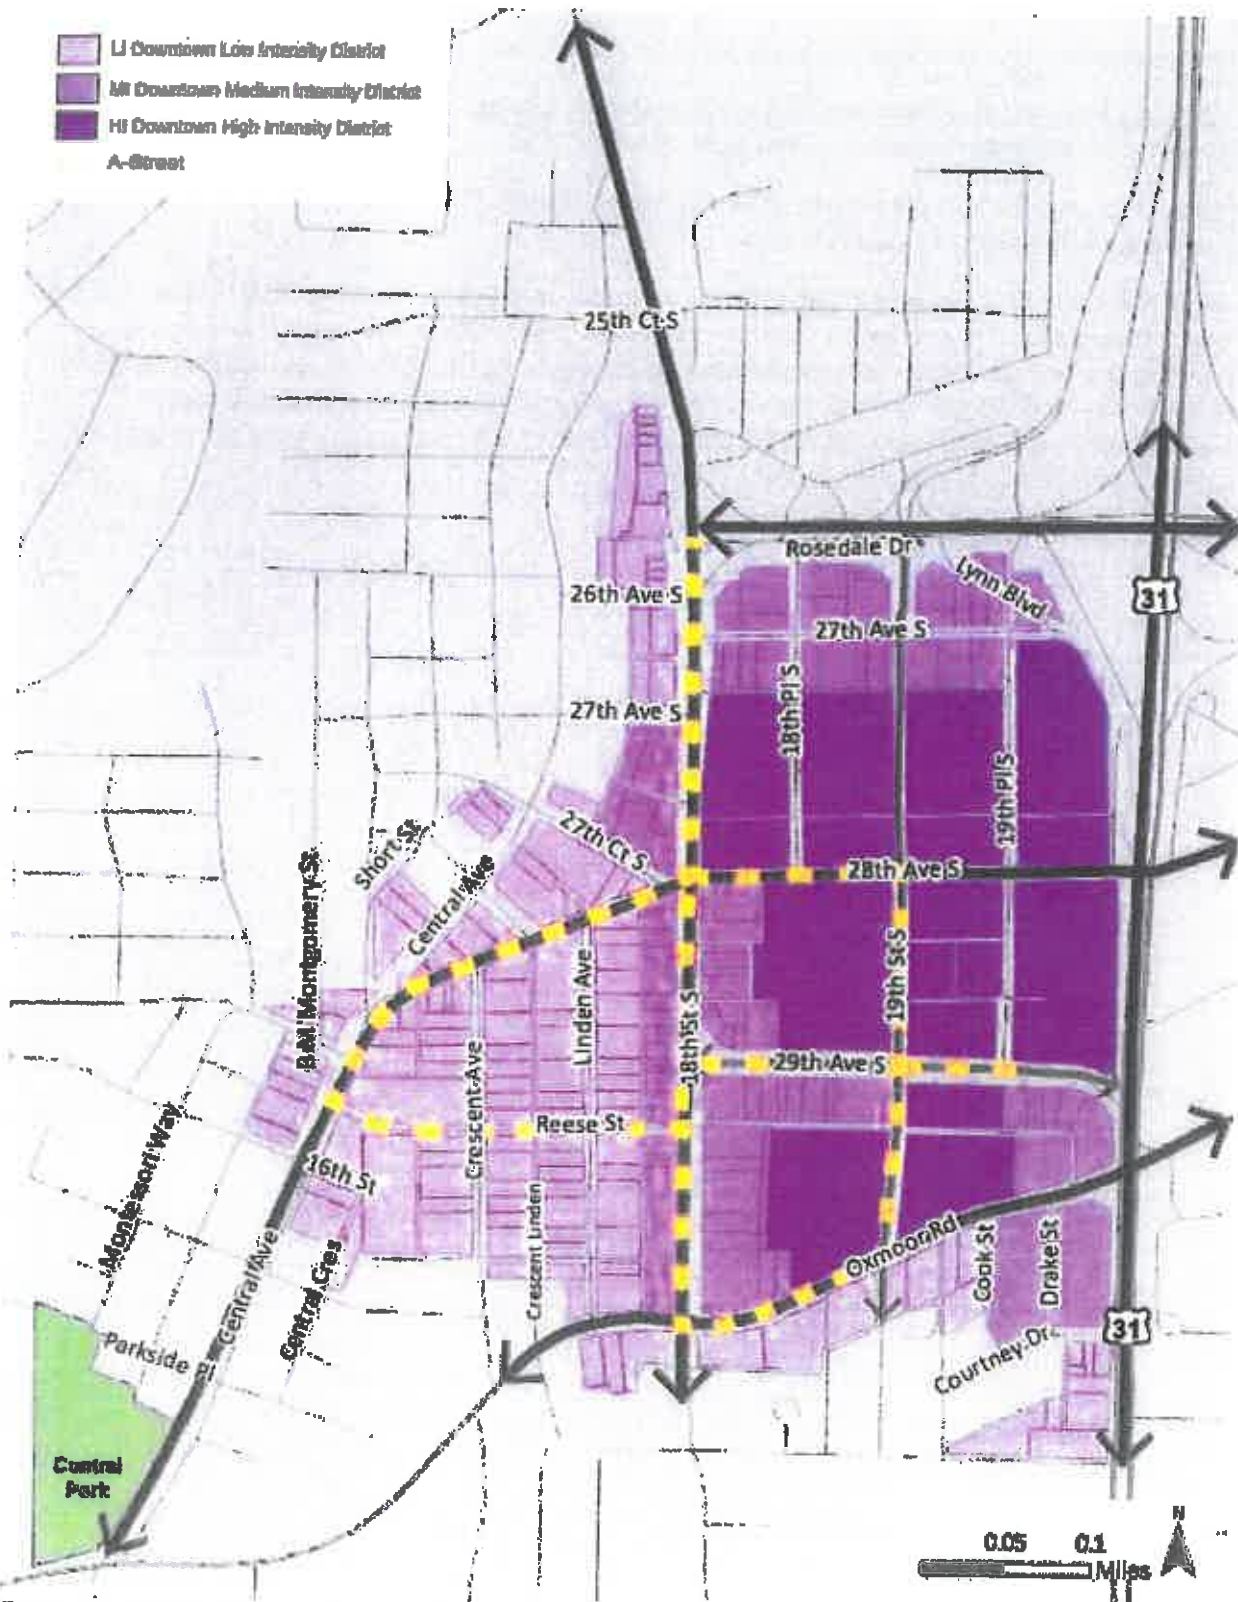 LI Downtown Low Intensity District
MI Downtown Medium Intensity District
HI Downtown High Intensity District
A-Street
25th Ct S
Rosedale Dr
Lynn Blvd
26th Ave S
31
27th Ave S
27th Ave S
18th Pl S
19th Pl S
27th Ct S
Short St
Central Ave
28th Ave S
B M Montgomery St
Linden Ave
19th St S
18th St S
Crescent Ave
29th Ave S
Reese St
Montessori Way
16th St
Crescent Linden
Oxmoor Rd
Cook St
Drake St
Central Ave
Central Cres
31
Parkside
Courtney Dr
Central
Park
N
0.05 0.1
Miles